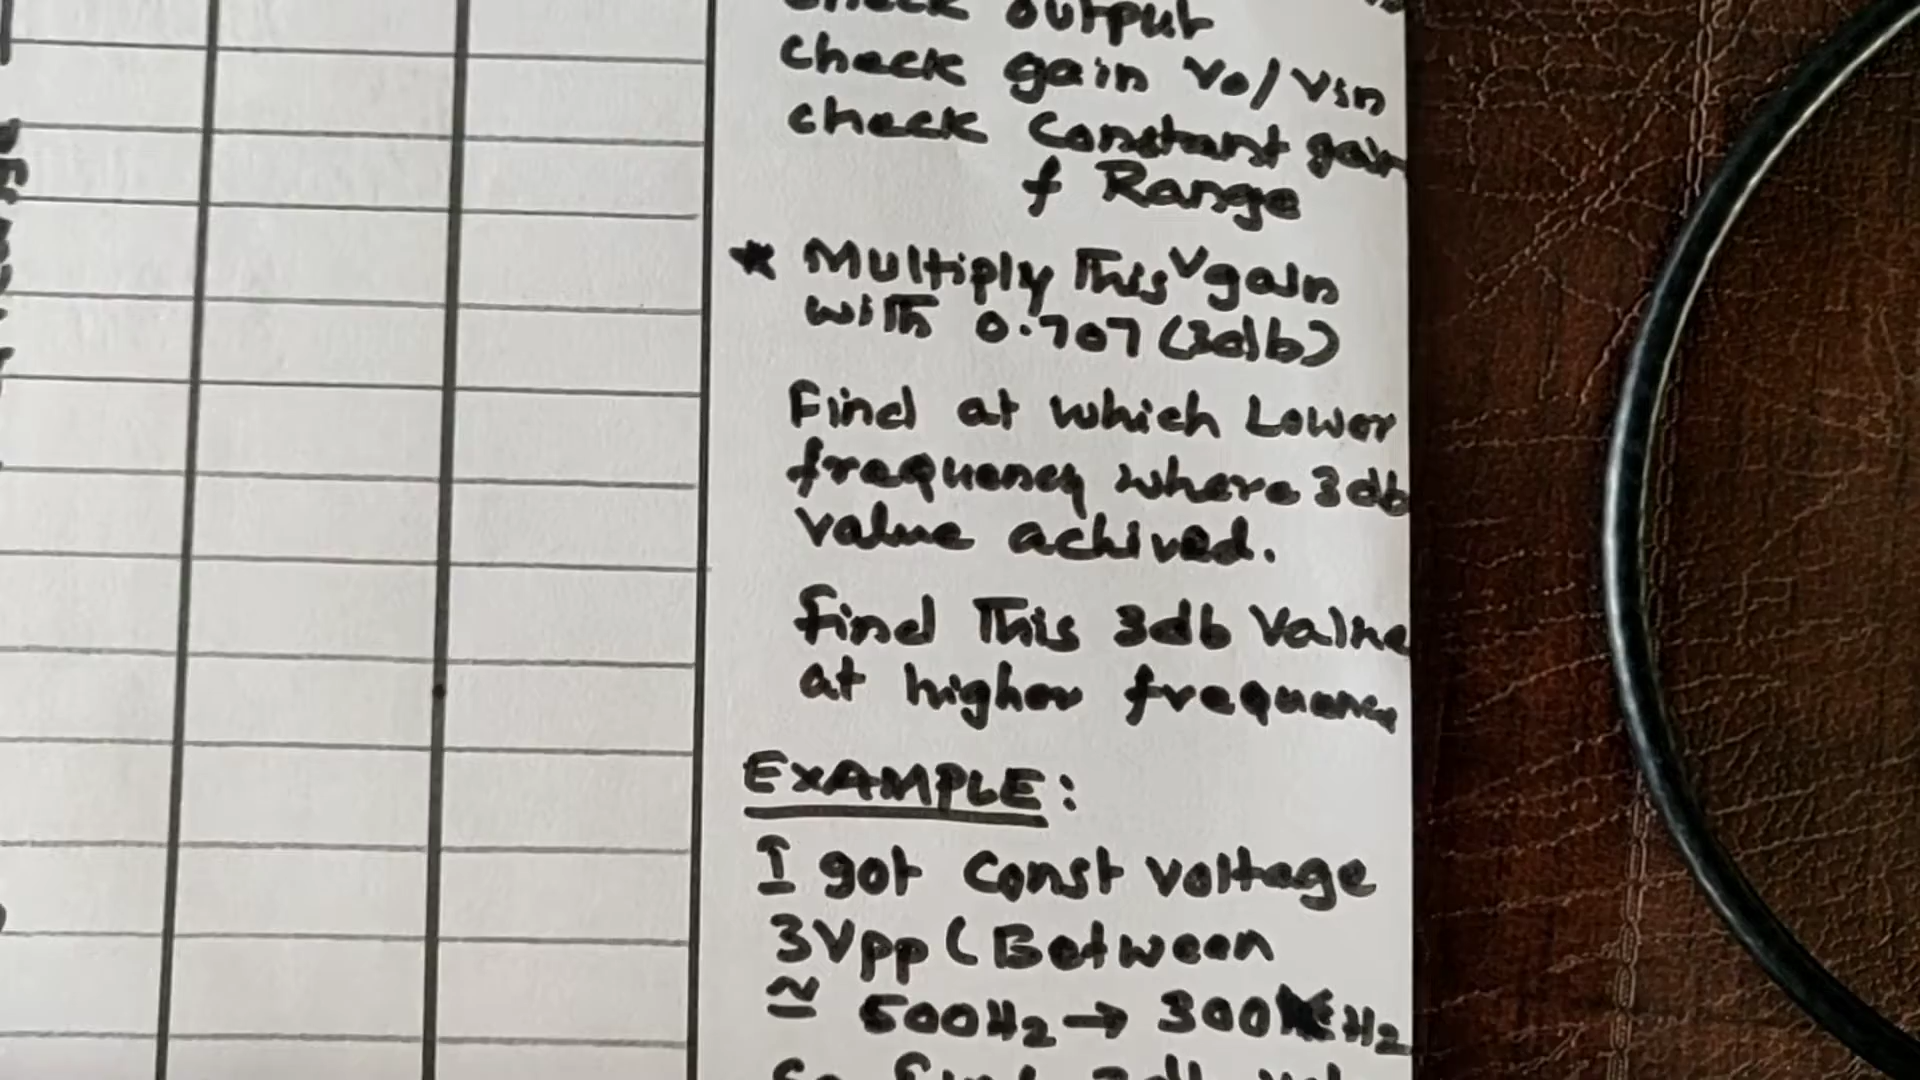 check output
check gain Vo/Vin
check Constant gain
f Range
* Multiply This Vgain
with 0.707 (3db)
Find at which Lower
frequency where 3db
value achived.
Find This 3db Value
at higher frequency
EXAMPLE:
I got const voltage
3Vpp (Between
≅ 500Hz → 300KHz